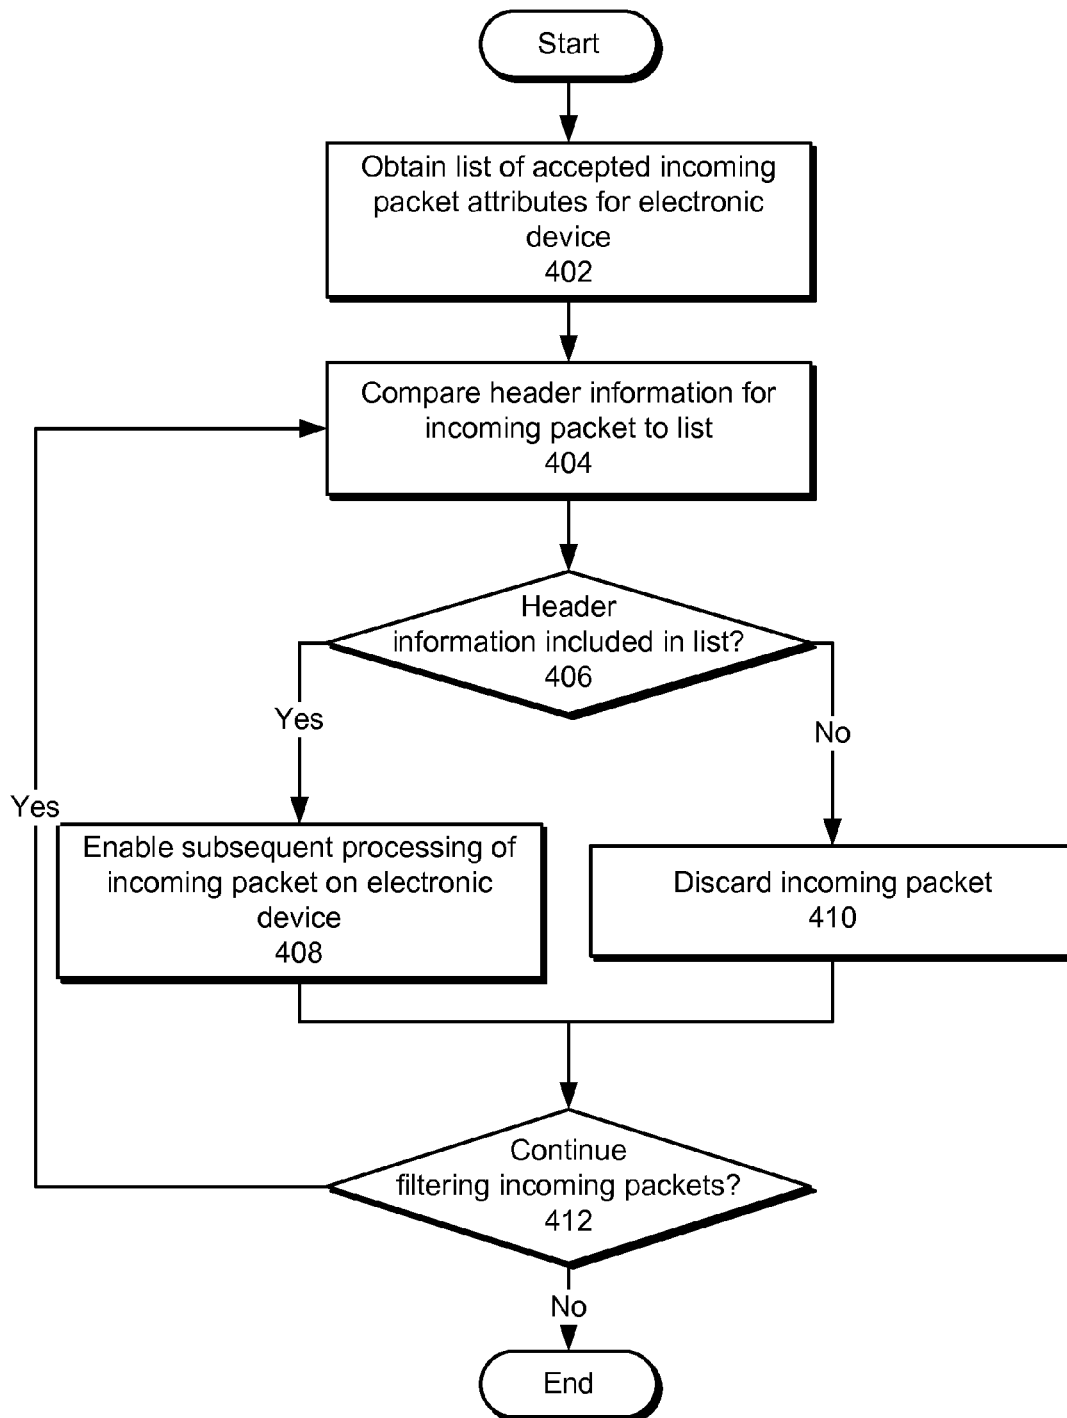 Start
Obtain list of accepted incoming
packet attributes for electronic
device
402
Compare header information for
incoming packet to list
404
Header
information included in list?
406
Yes
No
Yes
Enable subsequent processing of
incoming packet on electronic
device
408
Discard incoming packet
410
Continue
filtering incoming packets?
412
No
End